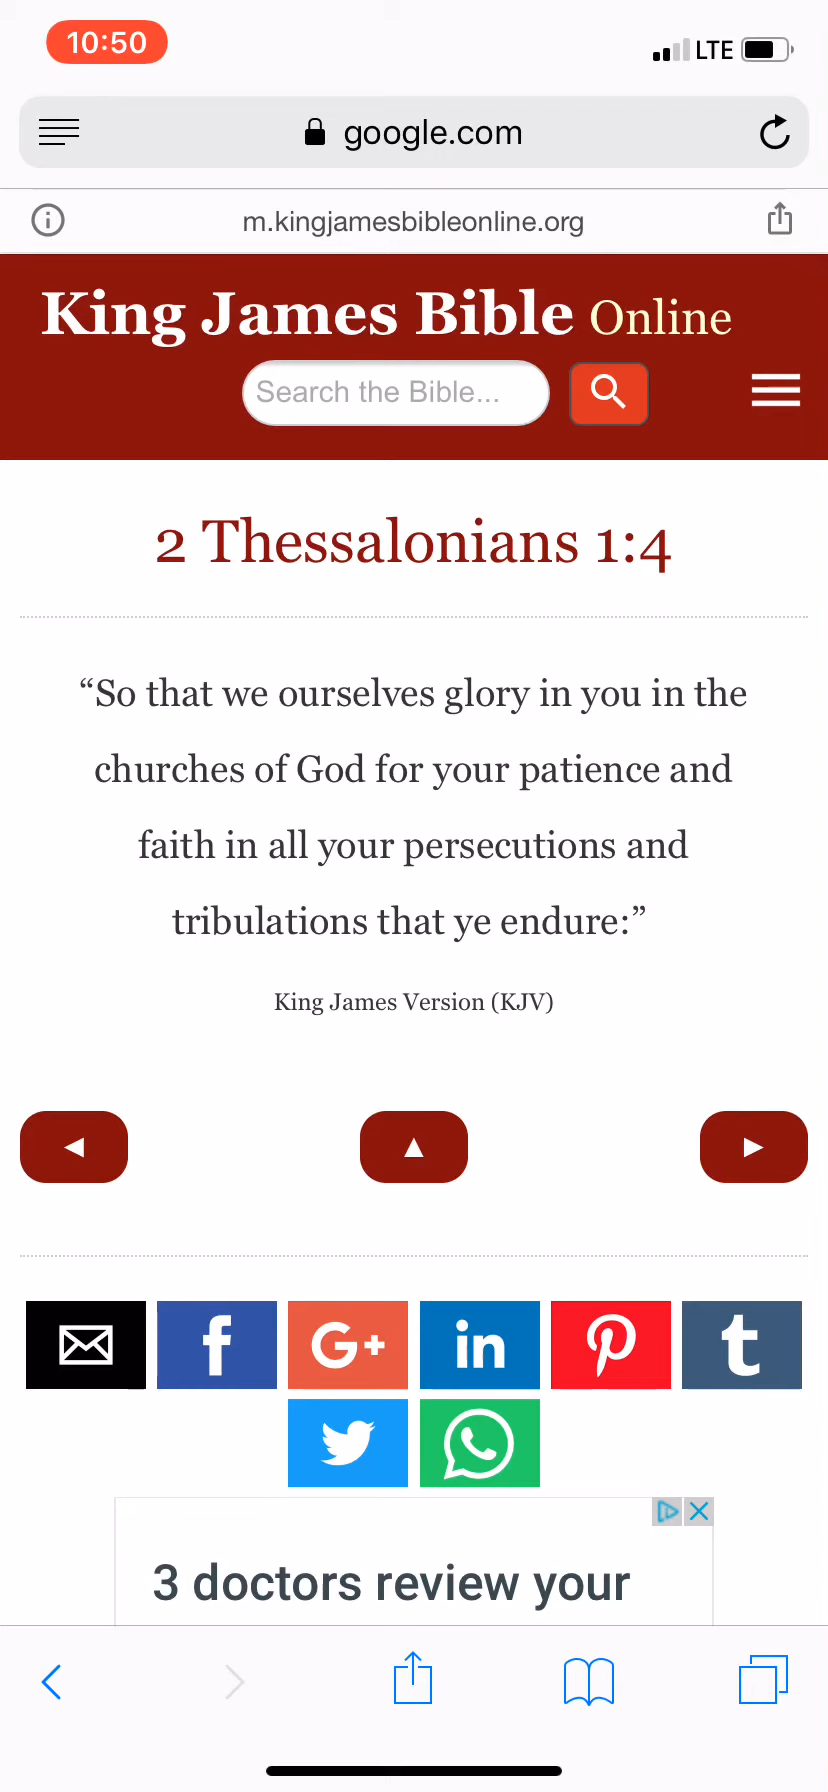 10:50
LTE
google.com
m.kingjamesbibleonline.org
King James Bible Online
Search the Bible...
2 Thessalonians 1:4
“So that we ourselves glory in you in the
churches of God for your patience and
faith in all your persecutions and
tribulations that ye endure:”
King James Version (KJV)
f G+ in t
3 doctors review your